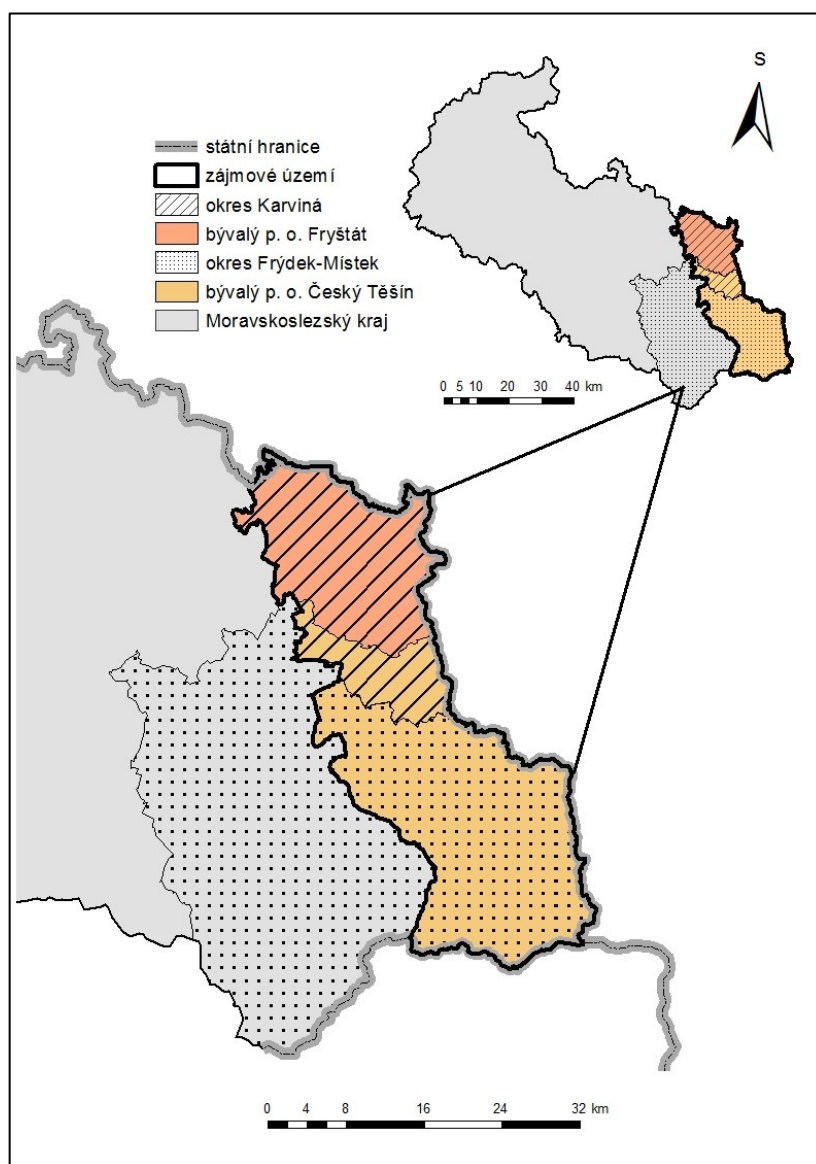 S
státní hranice
zájmové území
okres Karviná
bývalý p. o. Fryštát
okres Frýdek-Místek
bývalý p. o. Český Těšín
Moravskoslezský kraj
0 5 10 20 30 40 km
0 4 8 16 24 32 km